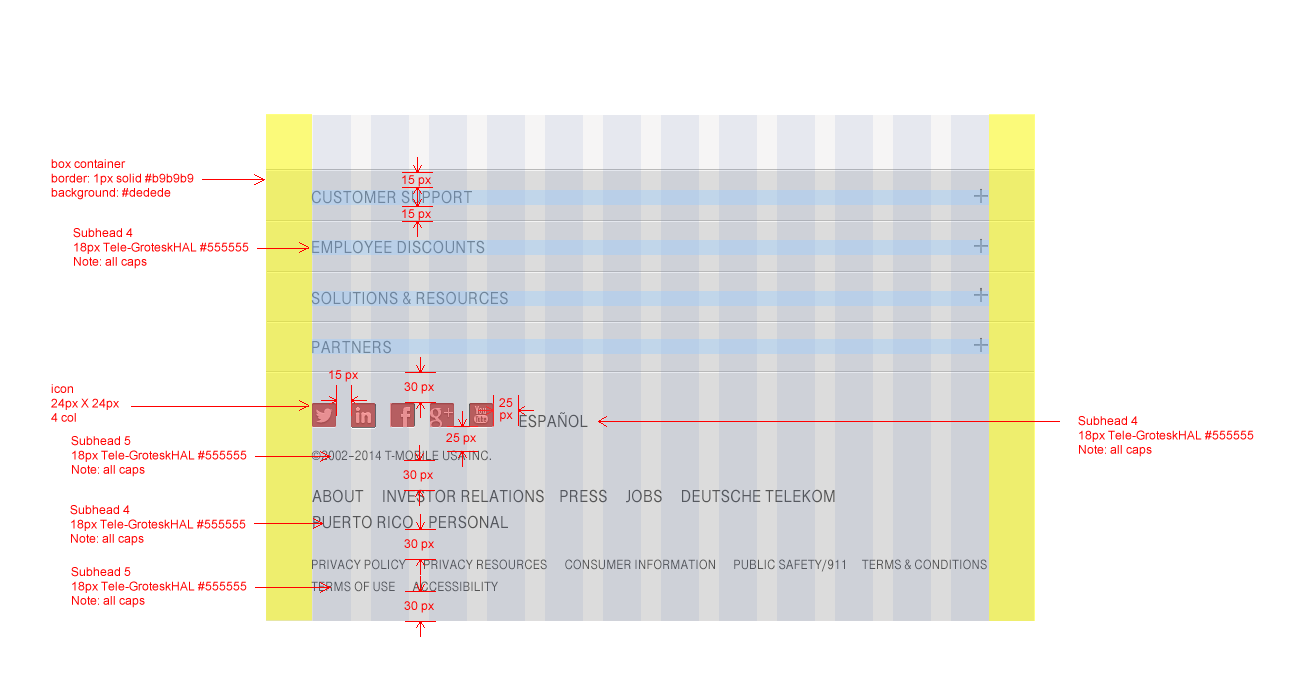 box container
border: 1px solid #b9b9b9
background: #dedede
15 px
CUSTOMER SUPPORT
15 px
Subhead 4
18px Tele-GroteskHAL #555555
Note: all caps
EMPLOYEE DISCOUNTS
SOLUTIONS & RESOURCES
PARTNERS
15 px
30 px
icon
24px X 24px
4 col
in
f
g+
You
Tube
25
px
ESPAÑOL
Subhead 4
18px Tele-GroteskHAL #555555
Note: all caps
25 px
Subhead 5
18px Tele-GroteskHAL #555555
Note: all caps
©2002-2014 T-MOBILE USA INC.
30 px
ABOUT INVESTOR RELATIONS PRESS JOBS DEUTSCHE TELEKOM
Subhead 4
18px Tele-GroteskHAL #555555
Note: all caps
PUERTO RICO PERSONAL
30 px
PRIVACY POLICY PRIVACY RESOURCES CONSUMER INFORMATION PUBLIC SAFETY/911 TERMS & CONDITIONS
Subhead 5
18px Tele-GroteskHAL #555555
Note: all caps
TERMS OF USE ACCESSIBILITY
30 px